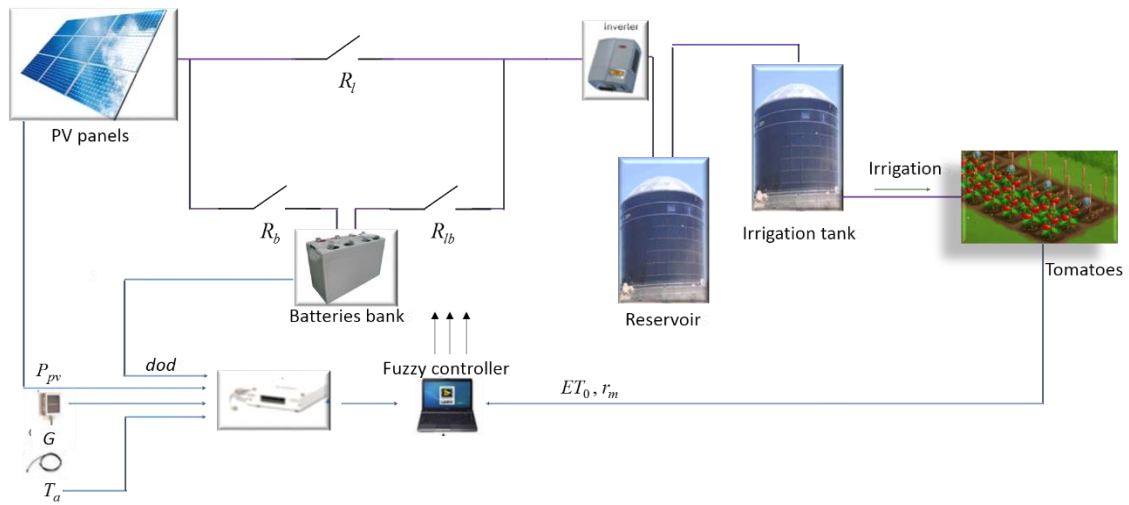 inverter
R_l
PV panels
Irrigation
R_b
R_lb
Irrigation tank
Tomatoes
Batteries bank
Reservoir
P_pv
dod
Fuzzy controller
ET_0, r_m
G
T_a